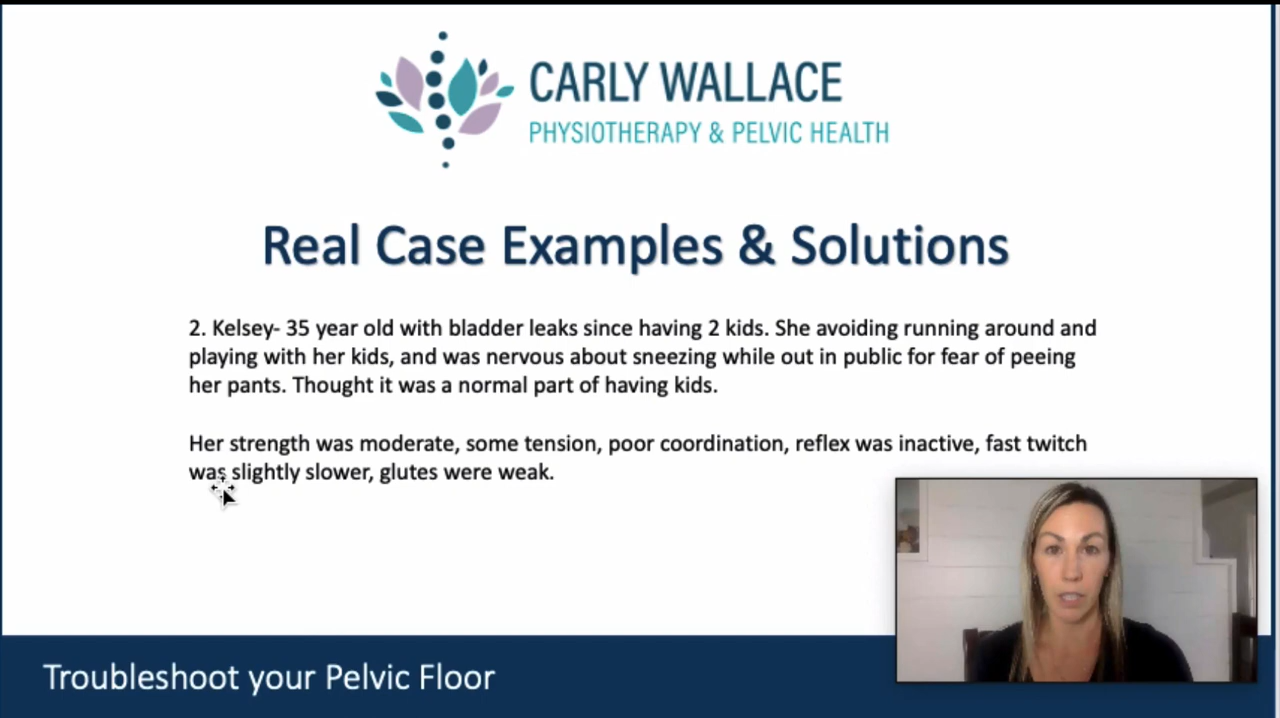 CARLY WALLACE
PHYSIOTHERAPY & PELVIC HEALTH
Real Case Examples & Solutions
2. Kelsey- 35 year old with bladder leaks since having 2 kids. She avoiding running around and
playing with her kids, and was nervous about sneezing while out in public for fear of peeing
her pants. Thought it was a normal part of having kids.
Her strength was moderate, some tension, poor coordination, reflex was inactive, fast twitch
was slightly slower, glutes were weak.
Troubleshoot your Pelvic Floor